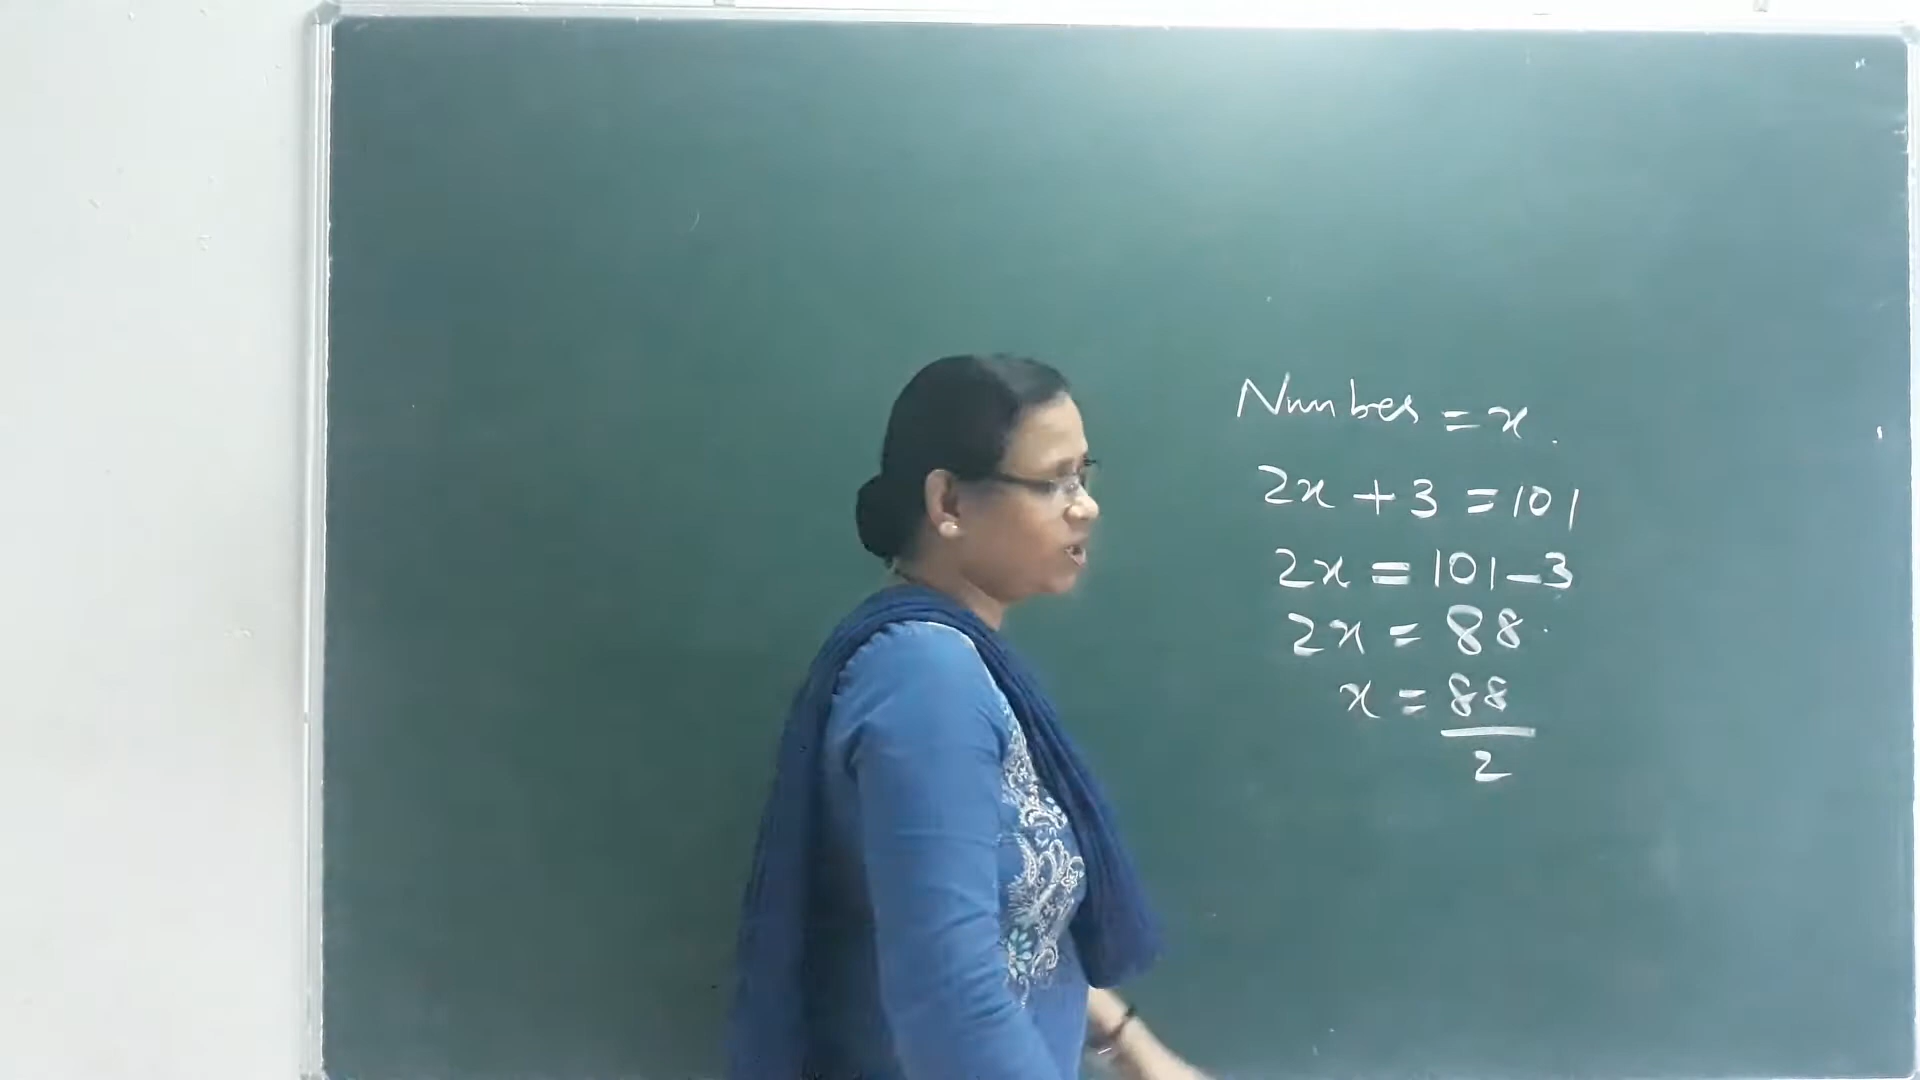 Number = x.
2x + 3 = 101
2x = 101 - 3
2x = 88
x = 88
2